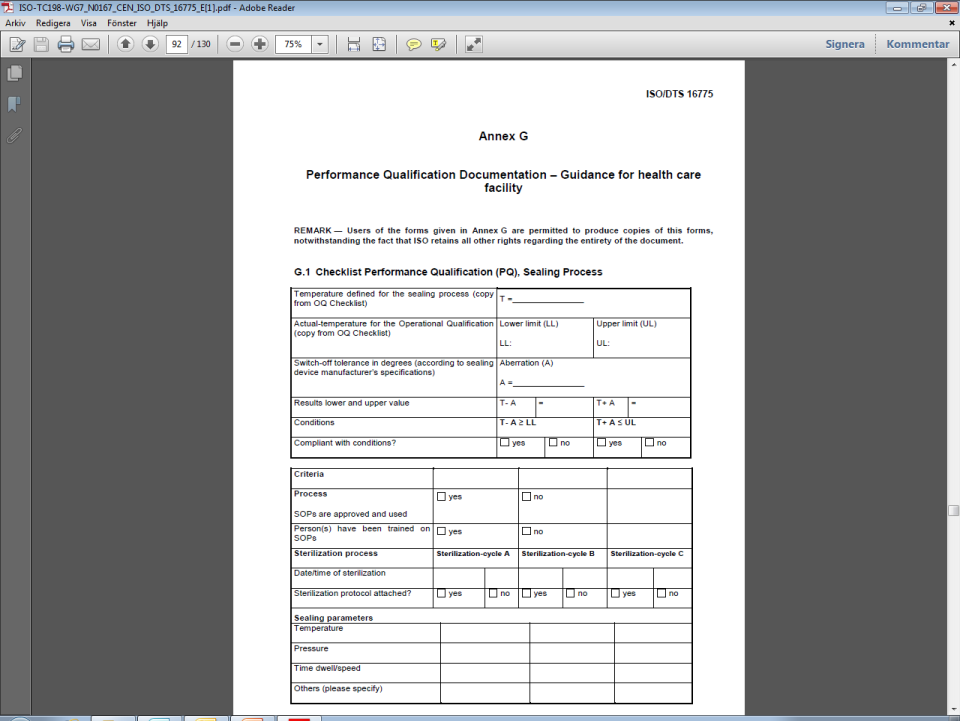 ISO-TC198-WG7_N0167_CEN_ISO_DTS_16775_E[1].pdf - Adobe Reader
Arkiv Redigera Visa Fönster Hjälp
92 / 130 75% Signera Kommentar
ISO/DTS 16775
Annex G
Performance Qualification Documentation – Guidance for health care
facility
REMARK — Users of the forms given in Annex G are permitted to produce copies of this forms,
notwithstanding the fact that ISO retains all other rights regarding the entirety of the document.
G.1 Checklist Performance Qualification (PQ), Sealing Process
Temperature defined for the sealing process (copy
from OQ Checklist)
T =_______________
Actual-temperature for the Operational Qualification
(copy from OQ Checklist)
Lower limit (LL)
LL:
Upper limit (UL)
UL:
Switch-off tolerance in degrees (according to sealing
device manufacturer's specifications)
Aberration (A)
A =_______________
Results lower and upper value T- A = T+ A =
Conditions T- A ≥ LL T+ A ≤ UL
Compliant with conditions? yes no yes no
Criteria
Process
SOPs are approved and used
yes no
Person(s) have been trained on
SOPs
yes no
Sterilization process Sterilization-cycle A Sterilization-cycle B Sterilization-cycle C
Date/time of sterilization
Sterilization protocol attached? yes no yes no yes no
Sealing parameters
Temperature
Pressure
Time dwell/speed
Others (please specify)